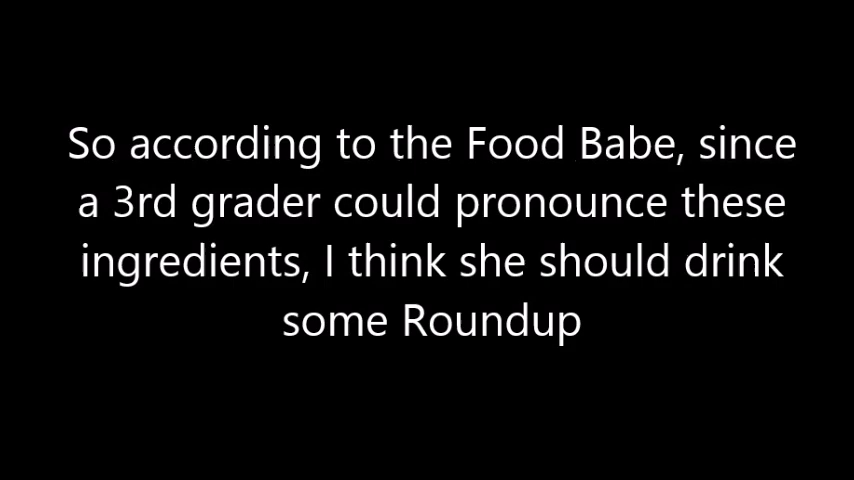 So according to the Food Babe, since
a 3rd grader could pronounce these
ingredients, I think she should drink
some Roundup